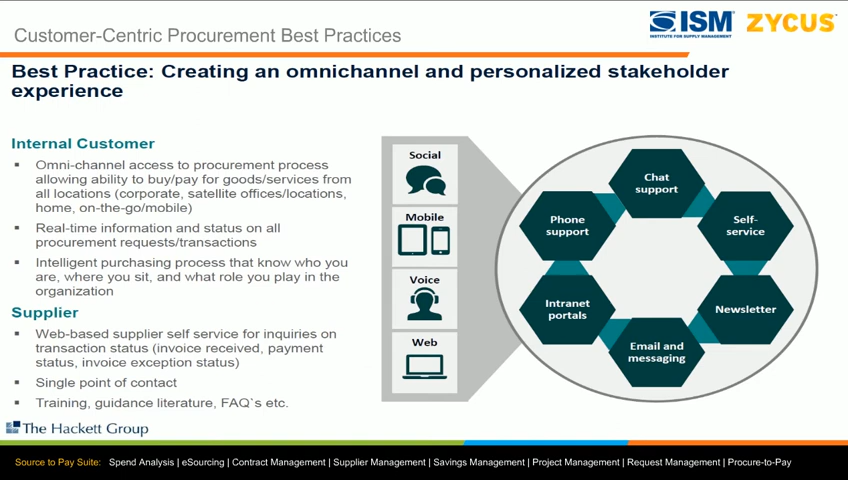 Customer-Centric Procurement Best Practices
ISM
INSTITUTE FOR SUPPLY MANAGEMENT
ZYCUS
Best Practice: Creating an omnichannel and personalized stakeholder
experience
Internal Customer
▪ Omni-channel access to procurement process
allowing ability to buy/pay for goods/services from
all locations (corporate, satellite offices/locations,
home, on-the-go/mobile)
▪ Real-time information and status on all
procurement requests/transactions
▪ Intelligent purchasing process that know who you
are, where you sit, and what role you play in the
organization
Supplier
▪ Web-based supplier self service for inquiries on
transaction status (invoice received, payment
status, invoice exception status)
▪ Single point of contact
▪ Training, guidance literature, FAQ`s etc.
Social
Mobile
Voice
Web
Chat
support
Self-
service
Newsletter
Email and
messaging
Intranet
portals
Phone
support
The Hackett Group
Source to Pay Suite: Spend Analysis | eSourcing | Contract Management | Supplier Management | Savings Management | Project Management | Request Management | Procure-to-Pay